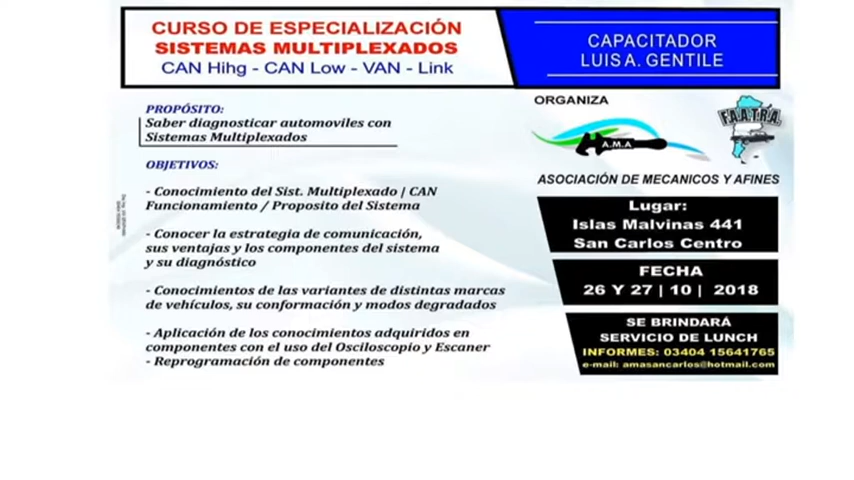 CURSO DE ESPECIALIZACIÓN
SISTEMAS MULTIPLEXADOS
CAN Hihg - CAN Low - VAN - Link
CAPACITADOR
LUIS A. GENTILE
PROPÓSITO:
Saber diagnosticar automoviles con
Sistemas Multiplexados
OBJETIVOS:
- Conocimiento del Sist. Multiplexado | CAN
Funcionamiento / Proposito del Sistema
- Conocer la estrategia de comunicación,
sus ventajas y los componentes del sistema
y su diagnóstico
- Conocimientos de las variantes de distintas marcas
de vehículos, su conformación y modos degradados
- Aplicación de los conocimientos adquiridos en
componentes con el uso del Osciloscopio y Escaner
- Reprogramación de componentes
ORGANIZA
A.M.A
F.A.A.T.R.A.
ASOCIACIÓN DE MECANICOS Y AFINES
Lugar:
Islas Malvinas 441
San Carlos Centro
FECHA
26 Y 27 | 10 | 2018
SE BRINDARÁ
SERVICIO DE LUNCH
INFORMES: 03404 15641765
e-mail: amasancarlos@hotmail.com